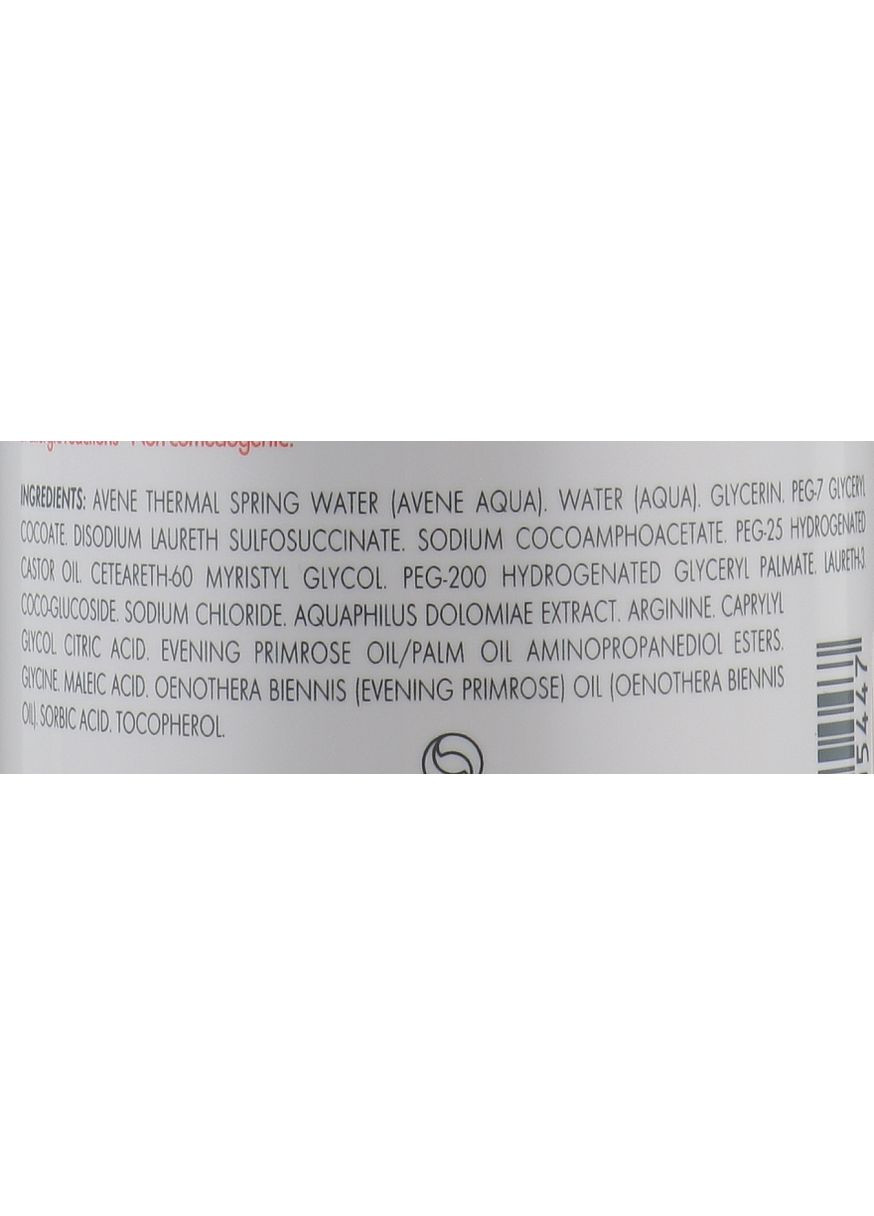 Non comedogenic.
INGREDIENTS: AVENE THERMAL SPRING WATER (AVENE AQUA). WATER (AQUA). GLYCERIN. PEG-7 GLYCERYL
COCOATE. DISODIUM LAURETH SULFOSUCCINATE. SODIUM COCOAMPHOACETATE. PEG-25 HYDROGENATED
CASTOR OIL. CETEARETH-60 MYRISTYL GLYCOL. PEG-200 HYDROGENATED GLYCERYL PALMATE. LAURETH-3.
COCO-GLUCOSIDE. SODIUM CHLORIDE. AQUAPHILUS DOLOMIAE EXTRACT. ARGININE. CAPRYLYL
GLYCOL. CITRIC ACID. EVENING PRIMROSE OIL/PALM OIL AMINOPROPANEDIOL ESTERS.
GLYCINE. MALEIC ACID. OENOTHERA BIENNIS (EVENING PRIMROSE) OIL (OENOTHERA BIENNIS
OIL). SORBIC ACID. TOCOPHEROL.
5447